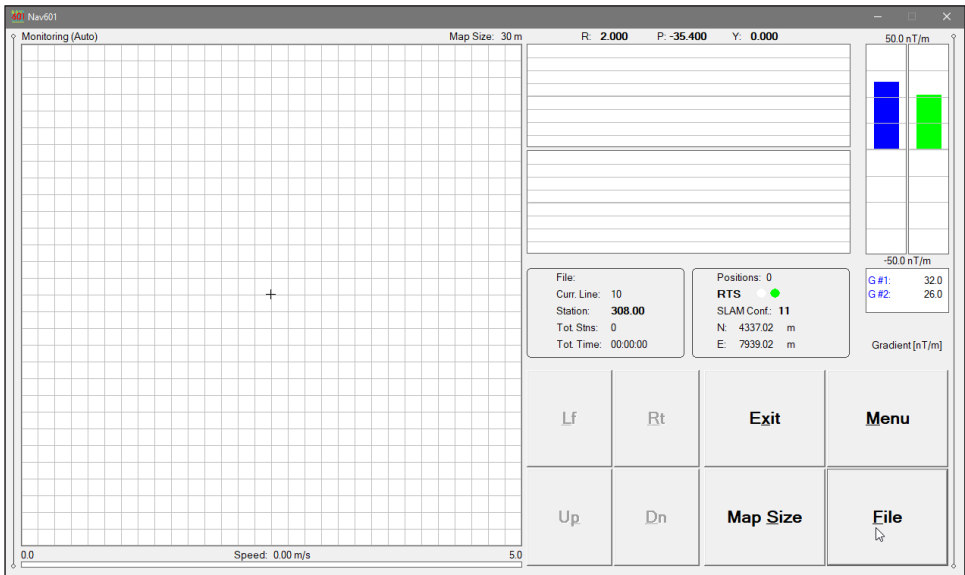 601 Nav601
Monitoring (Auto) Map Size: 30 m
R: 2.000 P: -35.400 Y: 0.000
50.0 nT/m
-50.0 nT/m
G #1: 32.0
G #2: 26.0
Gradient [nT/m]
File:
Curr. Line: 10
Station: 308.00
Tot. Stns: 0
Tot. Time: 00:00:00
Positions: 0
RTS
SLAM Conf.: 11
N: 4337.02 m
E: 7939.02 m
Lf Rt Exit Menu
Up Dn Map Size File
0.0 Speed: 0.00 m/s 5.0